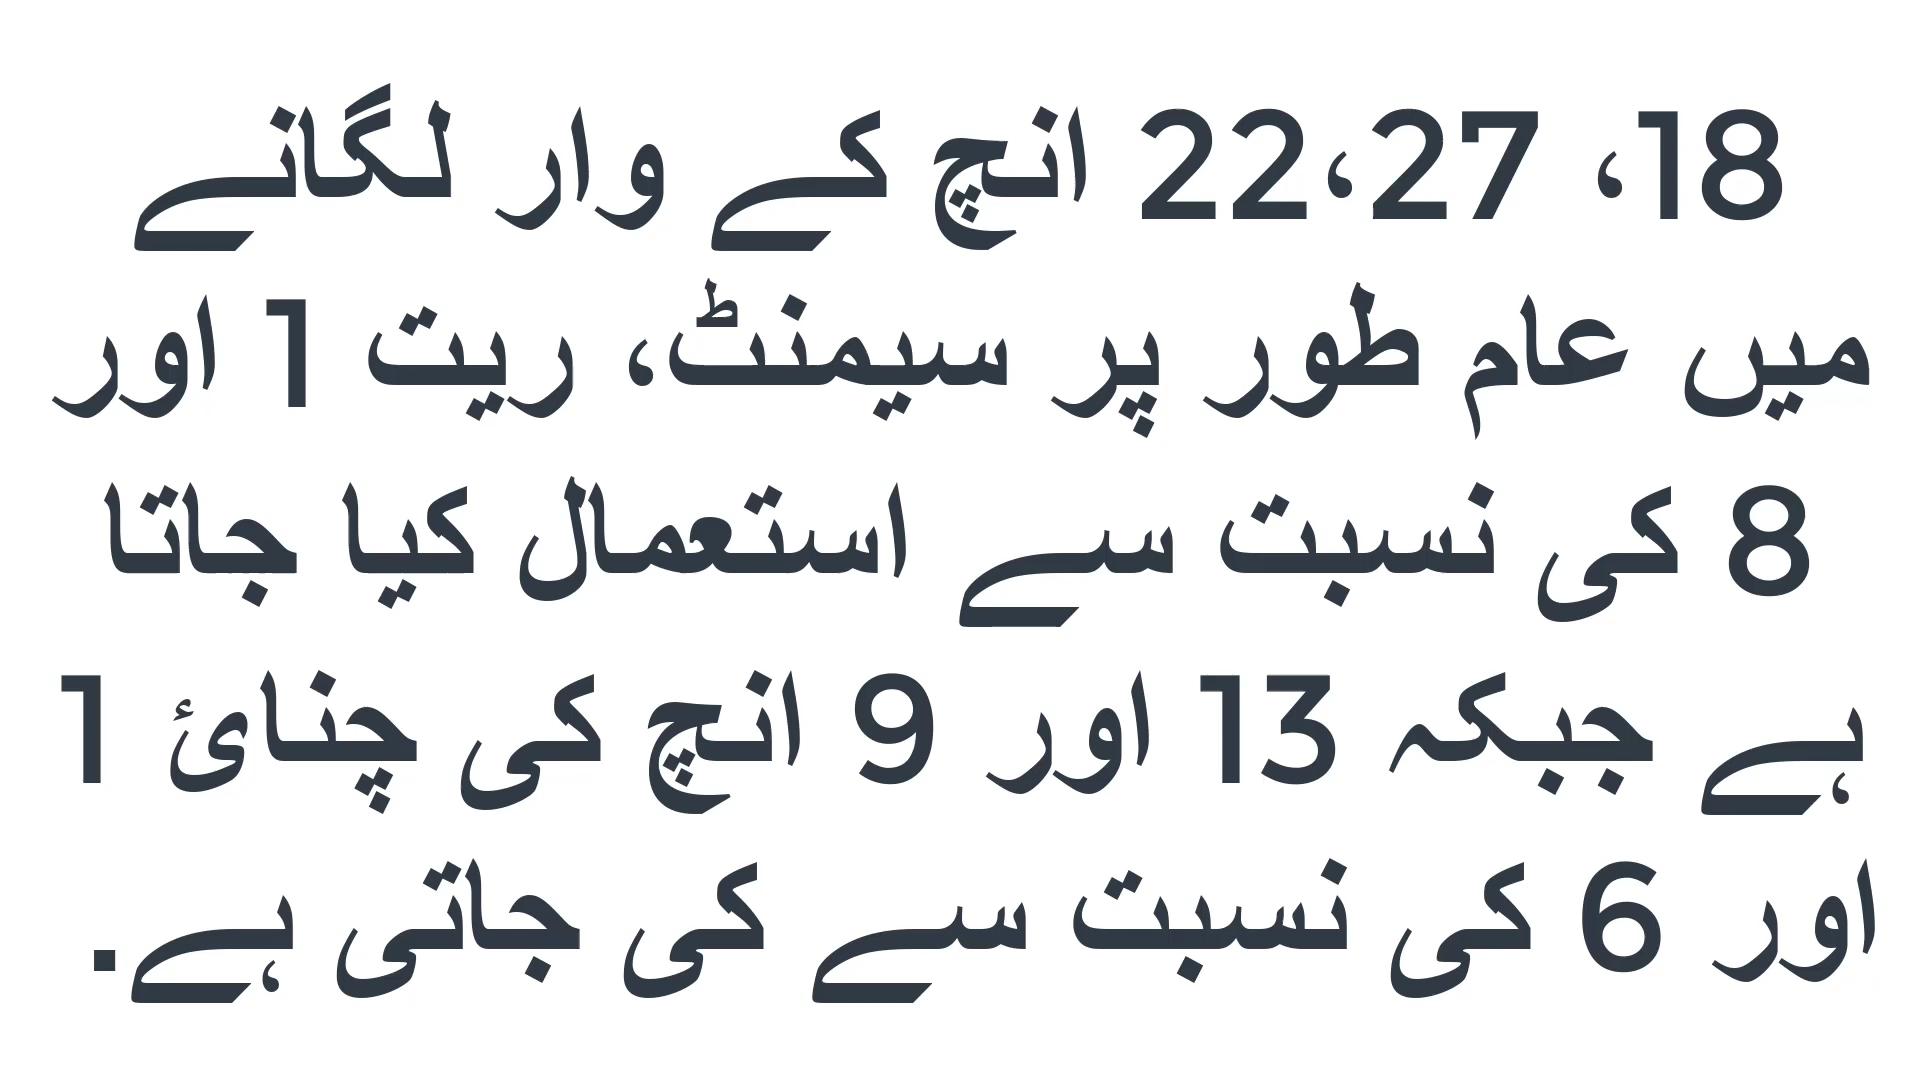 18، 22،27 انچ کے وار لگانے
میں عام طور پر سیمنٹ، ریت 1 اور
8 کی نسبت سے استعمال کیا جاتا
ہے جبکہ 13 اور 9 انچ کی چنائ 1
اور 6 کی نسبت سے کی جاتی ہے.